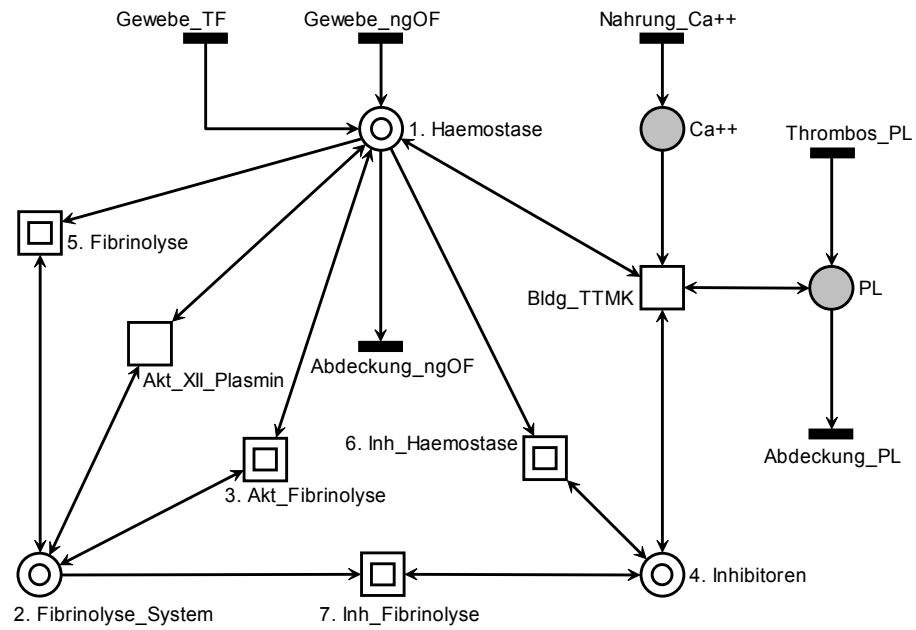 Gewebe_TF
Gewebe_ngOF
Nahrung_Ca++
1. Haemostase
Ca++
Thrombos_PL
5. Fibrinolyse
Bldg_TTMK
PL
Abdeckung_ngOF
Akt_XII_Plasmin
6. Inh_Haemostase
Abdeckung_PL
3. Akt_Fibrinolyse
4. Inhibitoren
2. Fibrinolyse_System
7. Inh_Fibrinolyse